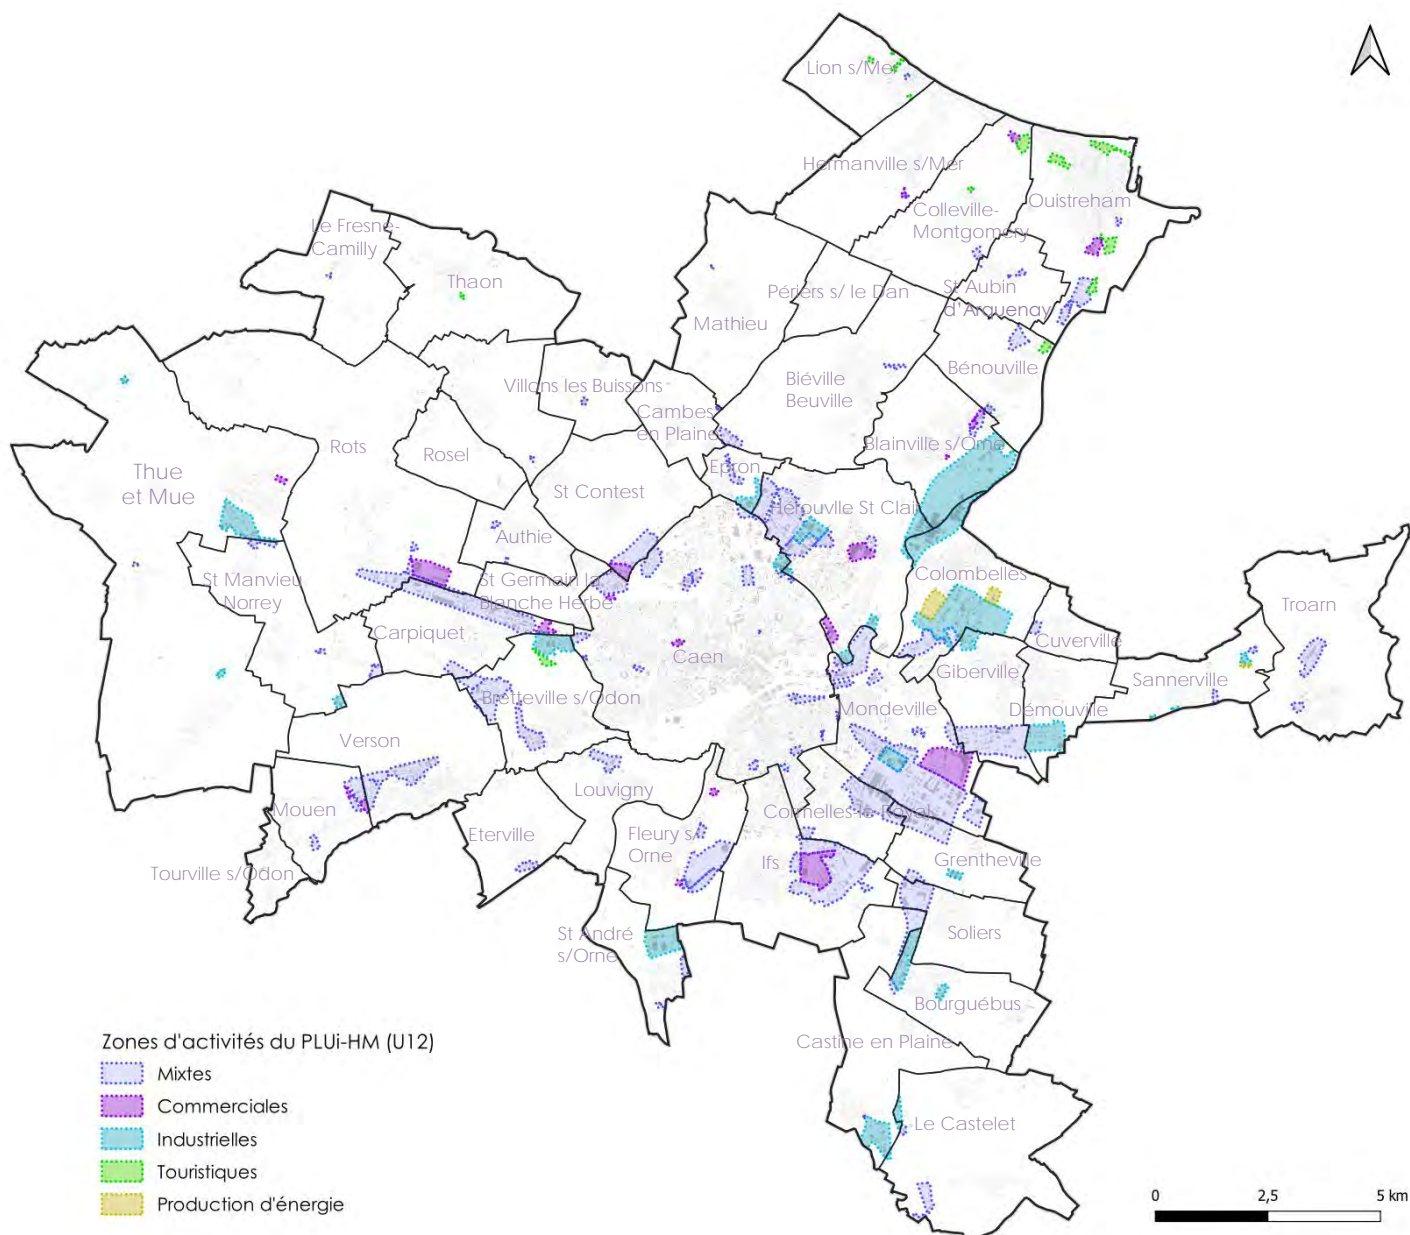 Lion s/Mer
Hermanville s/Mer
Colleville-
Montgomery
Ouistreham
Le Fresne-
Camilly
Thaon
St Aubin
d'Arquenay
Périers s/ le Dan
Mathieu
Bénouville
Villons les Buissons
Biéville
Beuville
Cambes
en Plaine
Blainville s/Orne
Rots
Rosel
Thue
et Mue
Epron
St Contest
Hérouvlle St Clair
Authie
St Manvieu
Norrey
St Germain la
Blanche Herbe
Colombelles
Troarn
Carpiquet
Cuverville
Caen
Giberville
Sannerville
Bretteville s/Odon
Mondeville
Démouville
Verson
Louvigny
Mouen
Cormelles le Royal
Eterville
Fleury s/
Orne
Ifs
Grentheville
Tourville s/Odon
St André
s/Orne
Soliers
Bourguébus
Castine en Plaine
Le Castelet
Zones d'activités du PLUi-HM (U12)
Mixtes
Commerciales
Industrielles
Touristiques
Production d'énergie
0 2,5 5 km